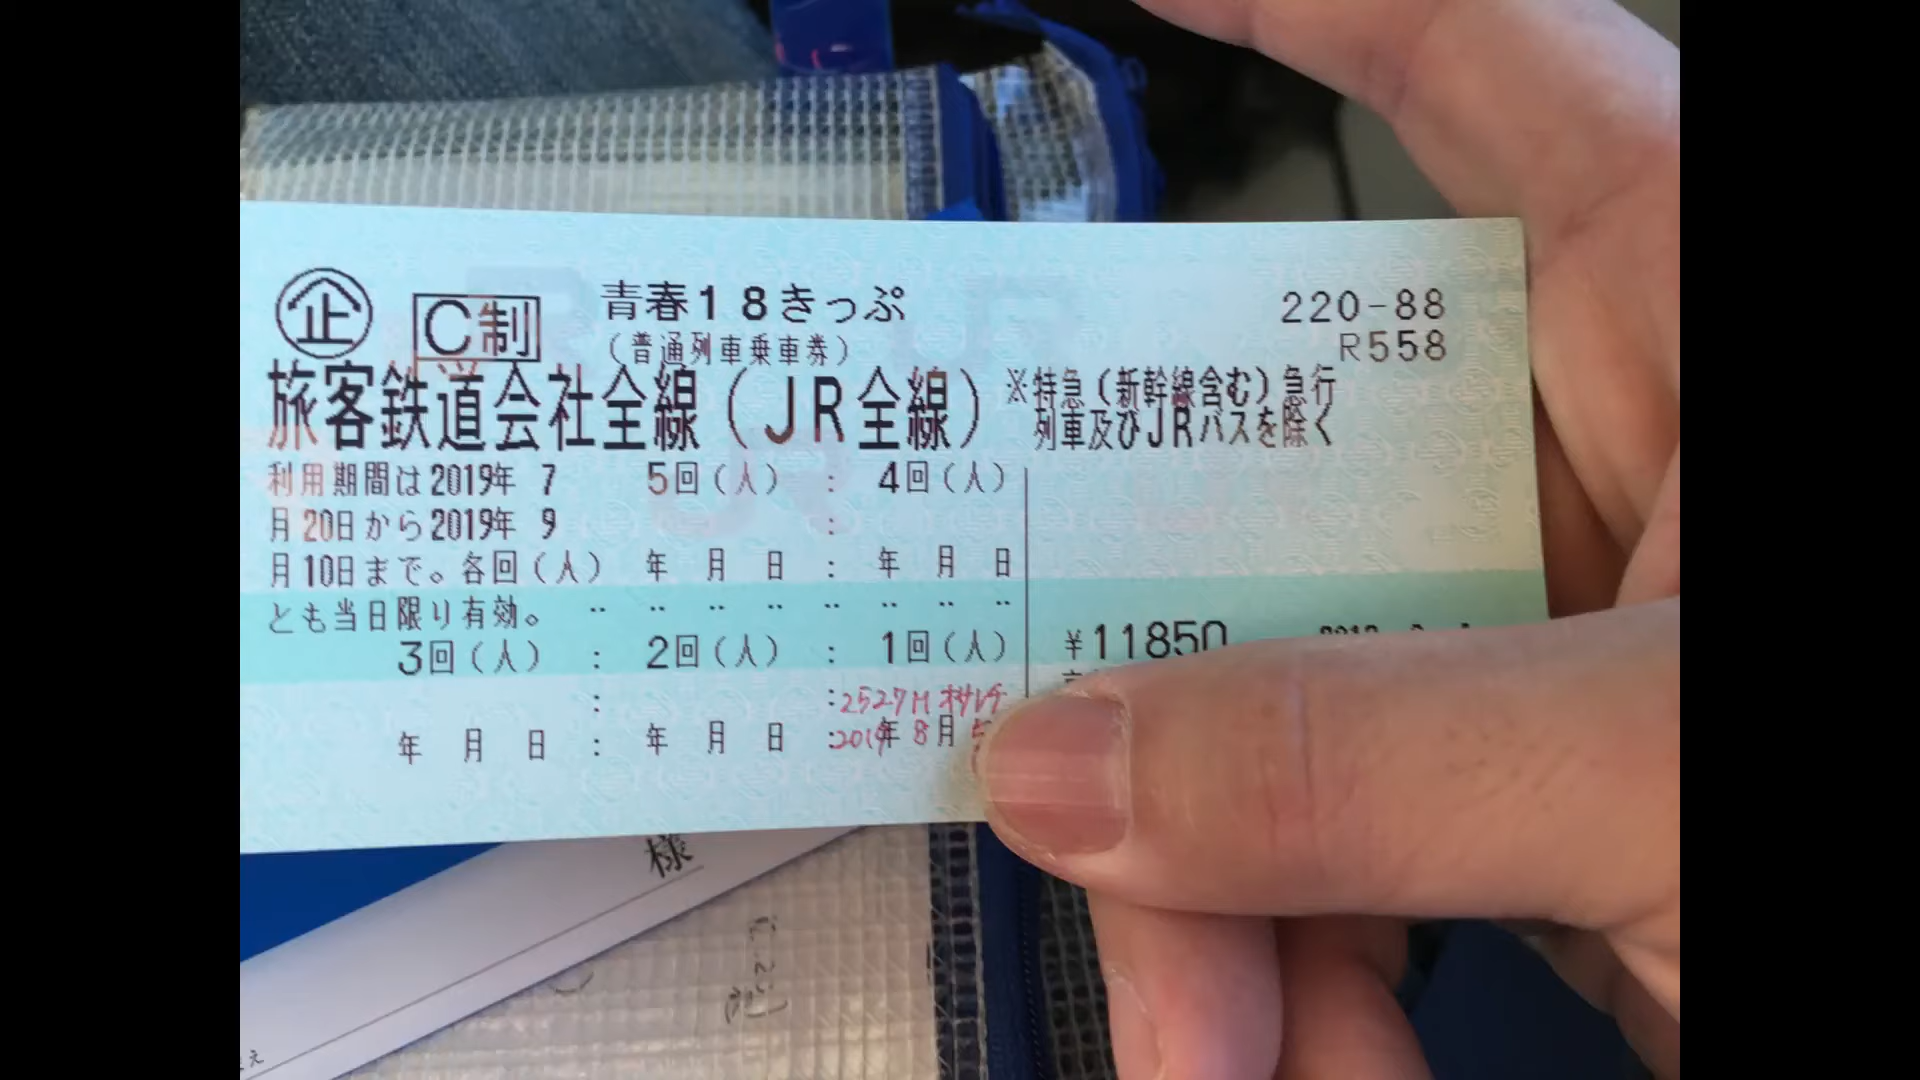 企 C制 青春18きっぷ 220-88
(普通列車乗車券) R558
旅客鉄道会社全線(JR全線) ※特急(新幹線含む)急行
列車及びJRバスを除く
利用期間は2019年 7 5回(人) : 4回(人)
月20日から2019年 9 :
月10日まで。各回(人) 年 月 日 : 年 月 日
とも当日限り有効。
3回(人) : 2回(人) : 1回(人) ¥11850
: :2527M オサレチ
年 月 日 : 年 月 日 :2019年 8月
様